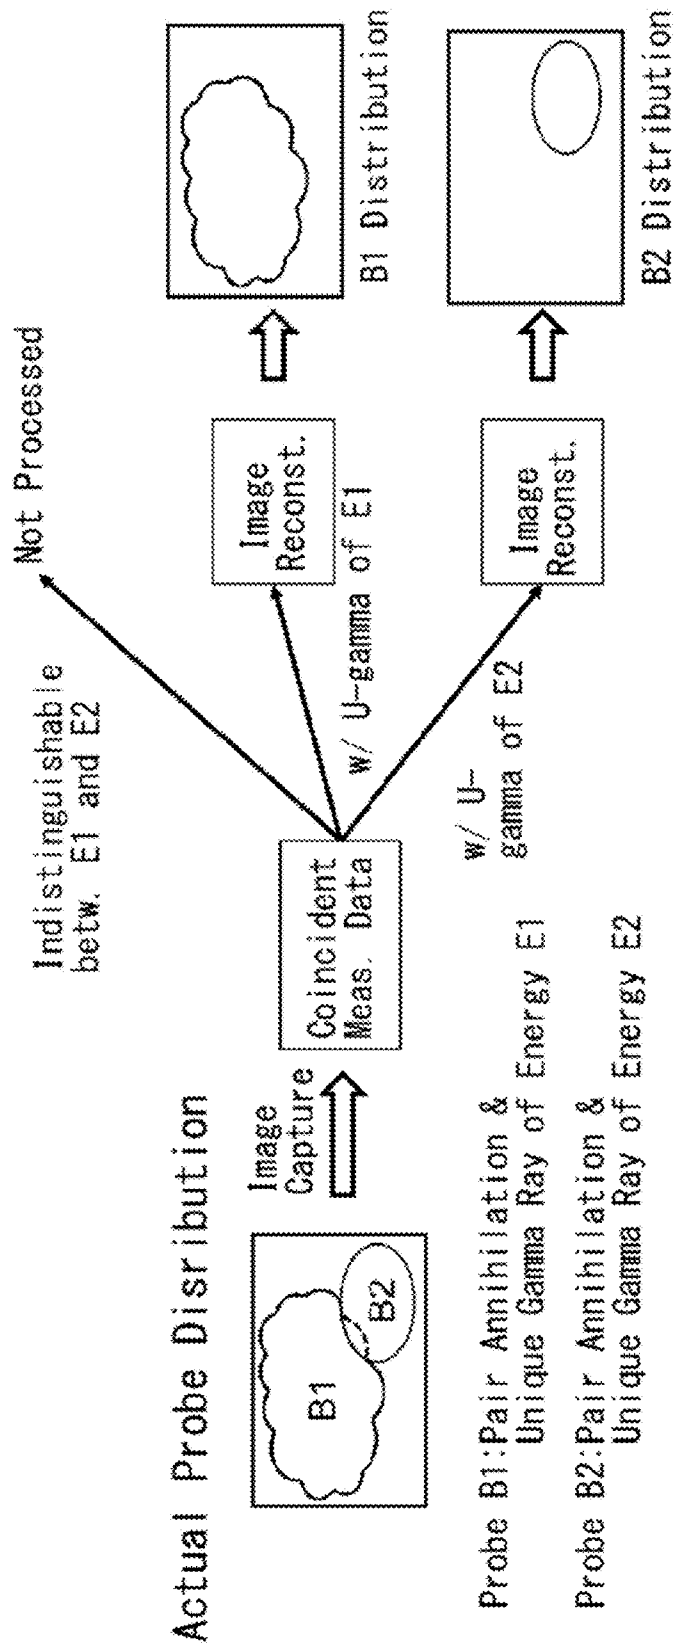 Actual Probe Disribution
B1
B2
Image
Capture
Coincident
Meas. Data
Indistinguishable
betw. E1 and E2
Not Processed
w/ U-gamma of E1
Image
Reconst.
B1 Distribution
w/ U-
gamma of E2
Image
Reconst.
B2 Distribution
Probe B1:Pair Annihilation &
Unique Gamma Ray of Energy E1
Probe B2:Pair Annihilation &
Unique Gamma Ray of Energy E2